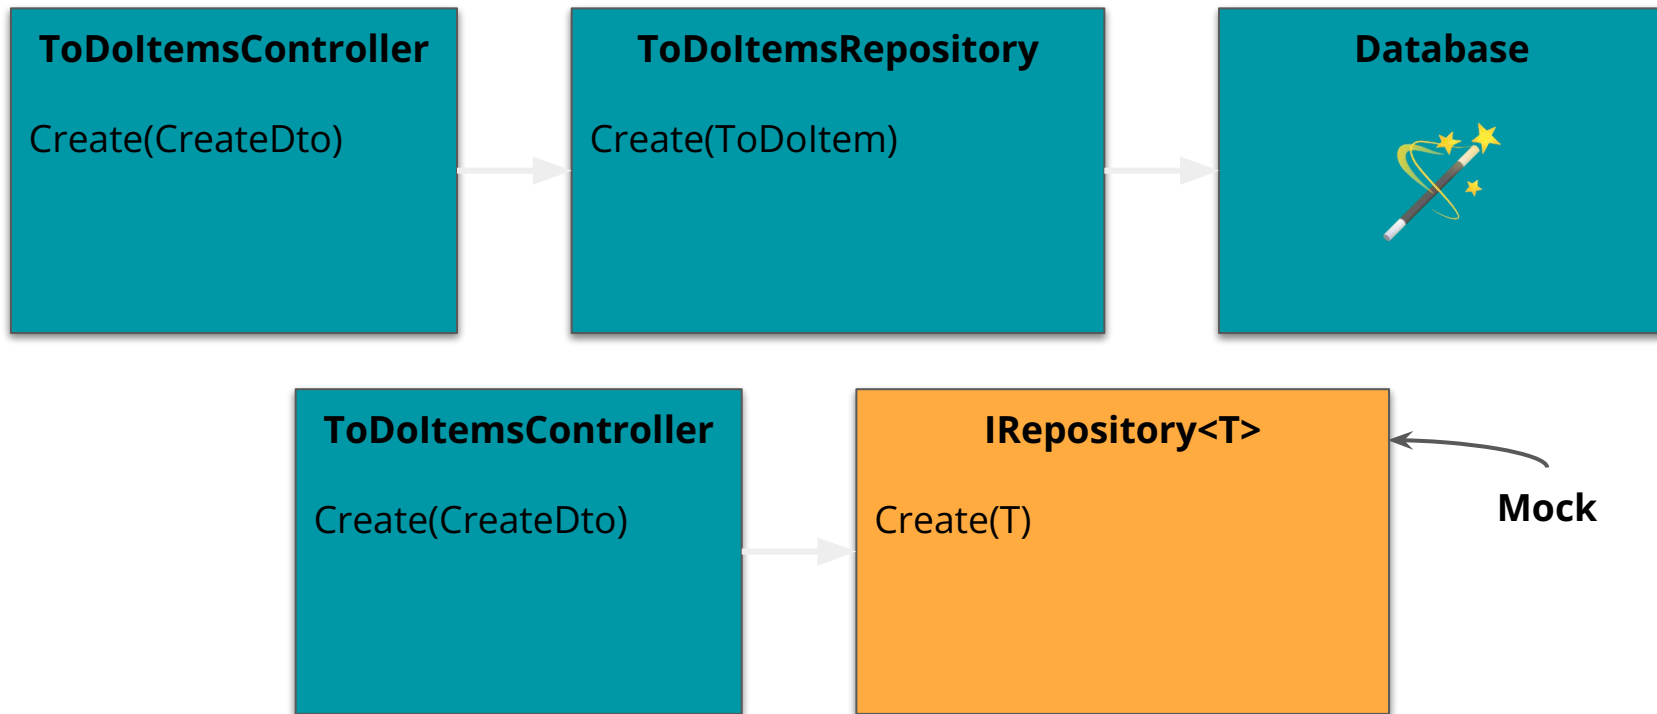 ToDoItemsController
Create(CreateDto)
ToDoItemsRepository
Create(ToDoItem)
Database
ToDoItemsController
Create(CreateDto)
IRepository<T>
Create(T)
Mock